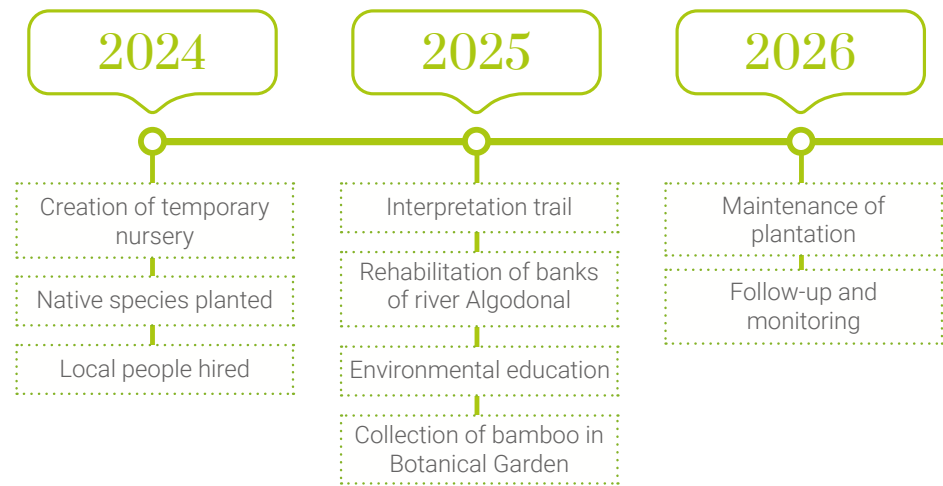 2024
Creation of temporary
nursery
Native species planted
Local people hired
2025
Interpretation trail
Rehabilitation of banks
of river Algodonal
Environmental education
Collection of bamboo in
Botanical Garden
2026
Maintenance of
plantation
Follow-up and
monitoring